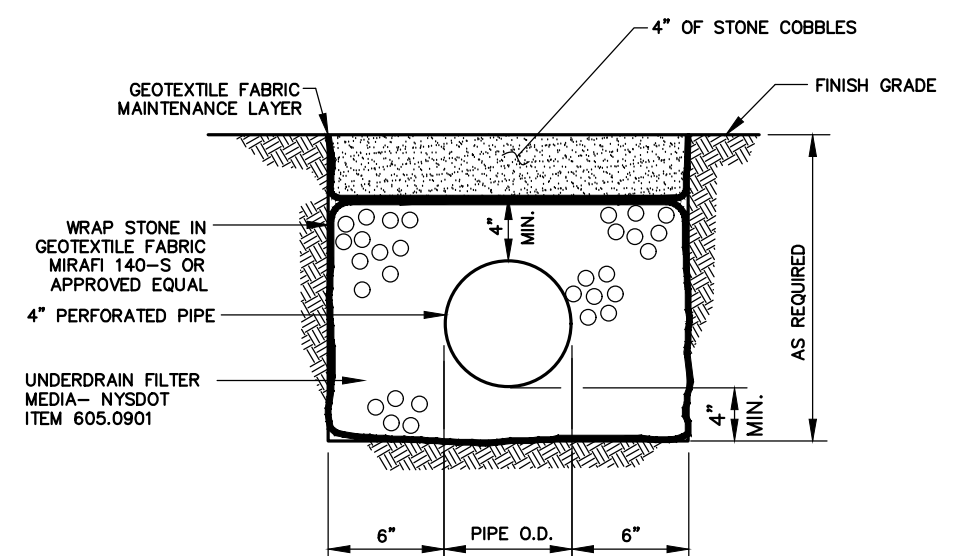 4" OF STONE COBBLES
GEOTEXTILE FABRIC
MAINTENANCE LAYER
FINISH GRADE
WRAP STONE IN
GEOTEXTILE FABRIC
MIRAFI 140-S OR
APPROVED EQUAL
4" MIN.
4" PERFORATED PIPE
AS REQUIRED
UNDERDRAIN FILTER
MEDIA- NYSDOT
ITEM 605.0901
4" MIN.
6"
PIPE O.D.
6"